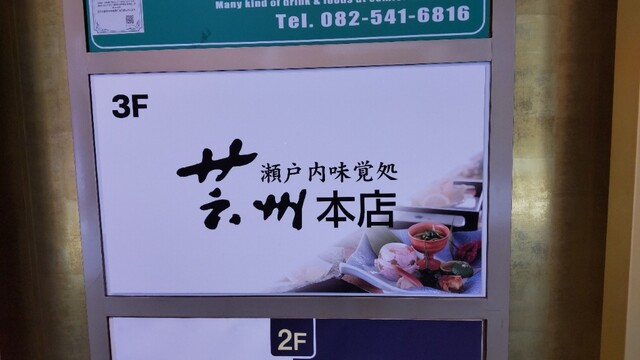 Many kind of drink & foods at
Tel. 082-541-6816
3F
瀬戸内味覚処
芸州本店
2F